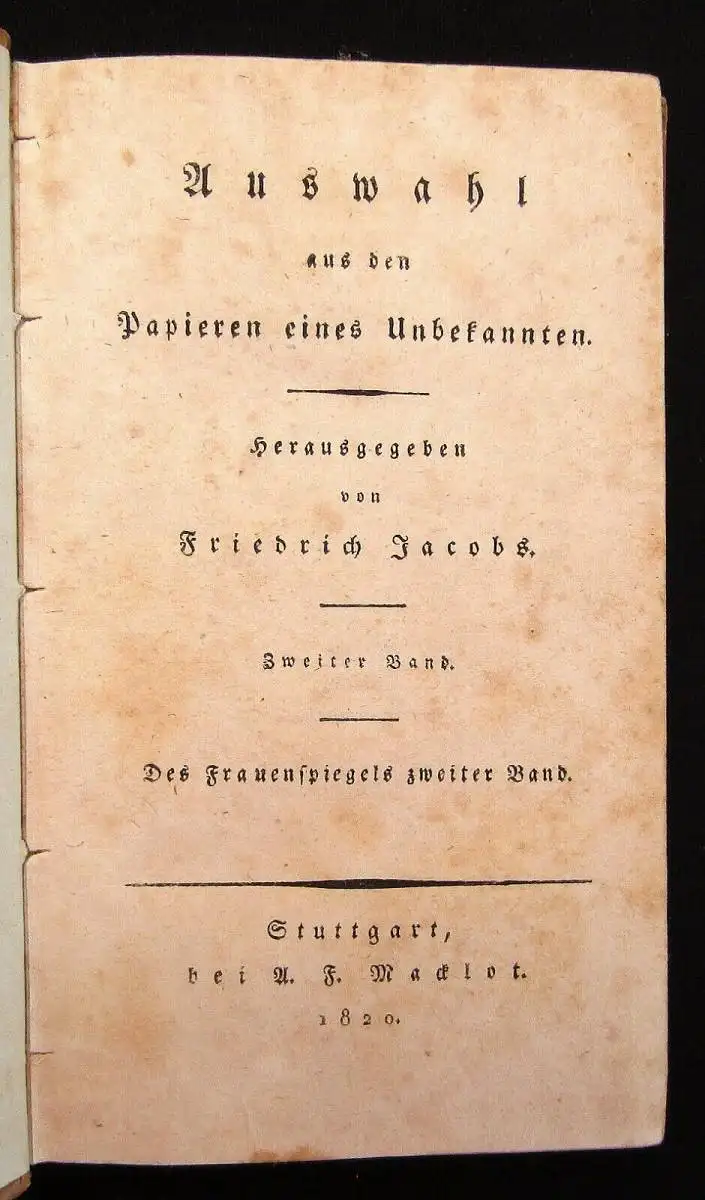 Auswahl
aus den
Papieren eines Unbekannten.
Herausgegeben
von
Friedrich Jacobs.
Zweiter Band.
Des Frauenſpiegels zweiter Band.
Stuttgart,
bei A. F. Macklot.
1820.